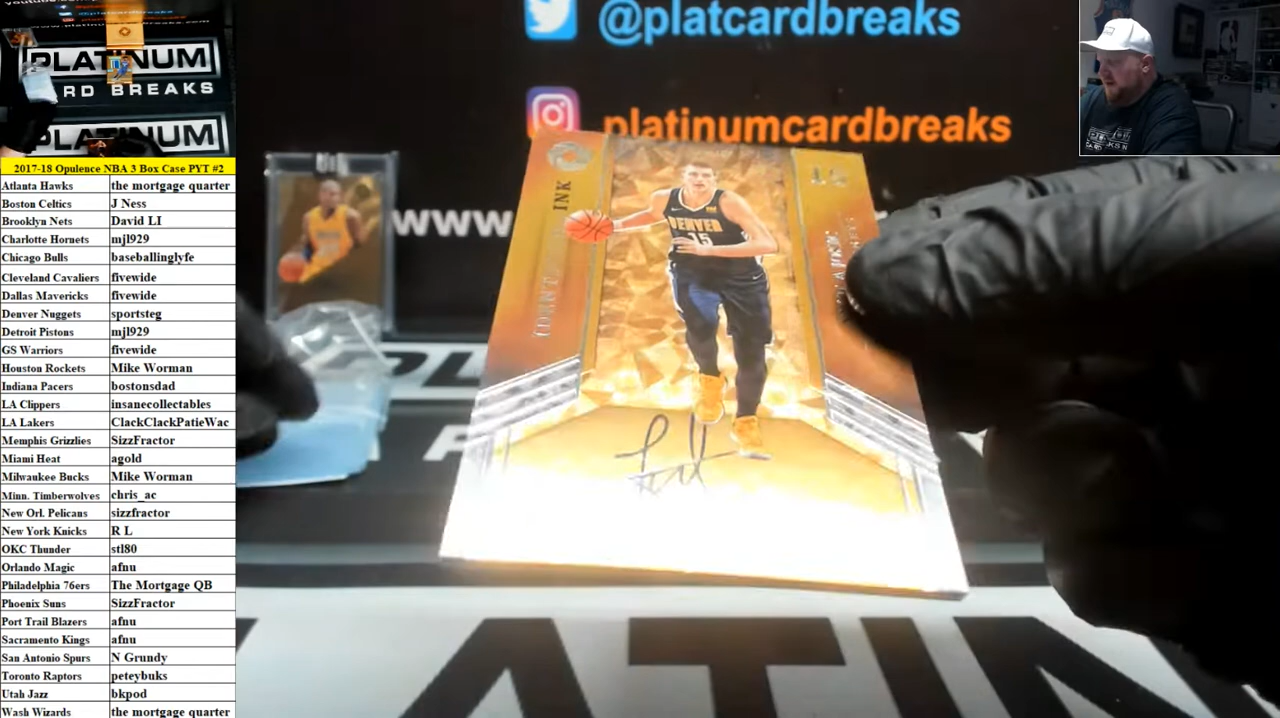 PLATINUM
ARD BREAKS
PLATINUM
2017-18 Opulence NBA 3 Box Case PYT #2
Atlanta Hawks the mortgage quarter
Boston Celtics J Ness
Brooklyn Nets David LI
Charlotte Hornets mjl929
Chicago Bulls baseballinglyfe
Cleveland Cavaliers fivewide
Dallas Mavericks fivewide
Denver Nuggets sportsteg
Detroit Pistons mjl929
GS Warriors fivewide
Houston Rockets Mike Worman
Indiana Pacers bostonsdad
LA Clippers insanecollectables
LA Lakers ClackClackPatieWac
Memphis Grizzlies SizzFractor
Miami Heat agold
Milwaukee Bucks Mike Worman
Minn. Timberwolves chris_ac
New Orl. Pelicans sizzfractor
New York Knicks R L
OKC Thunder stl80
Orlando Magic afnu
Philadelphia 76ers The Mortgage QB
Phoenix Suns SizzFractor
Port Trail Blazers afnu
Sacramento Kings afnu
San Antonio Spurs N Grundy
Toronto Raptors peteybuks
Utah Jazz bkpod
Wash Wizards the mortgage quarter
@platcardbreaks
platinumcardbreaks
www
INK
DENVER
15
ATIN